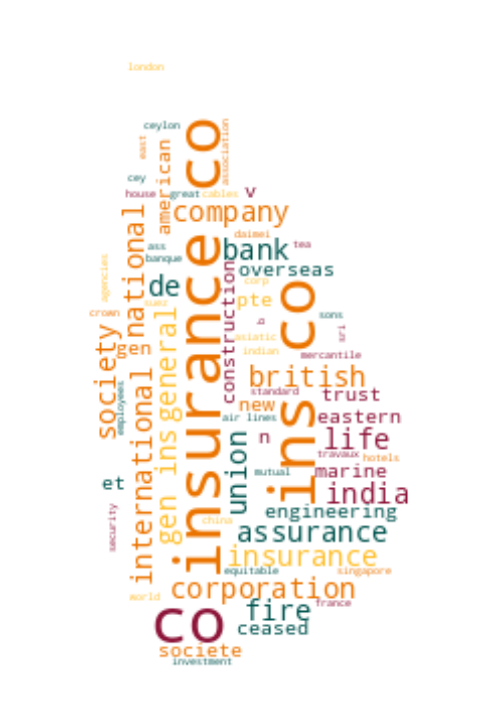 london
ceylon
east
association
american
insurance co
cey
house
great
cables
v
company
national
daimei
ass
bank
tea
banque
overseas
de
agencies
construction
corp
pte
suez
ins co
crown
sons
general
society
asiatic
sri
gen
indian
mercantile
international
british
employees
standard
trust
new
air lines
eastern
union
n
life
gen ins
travaux
hotels
et
mutual
marine
india
security
engineering
china
assurance
insurance
equitable
singapore
corporation
world
fire
france
co
ceased
societe
investment